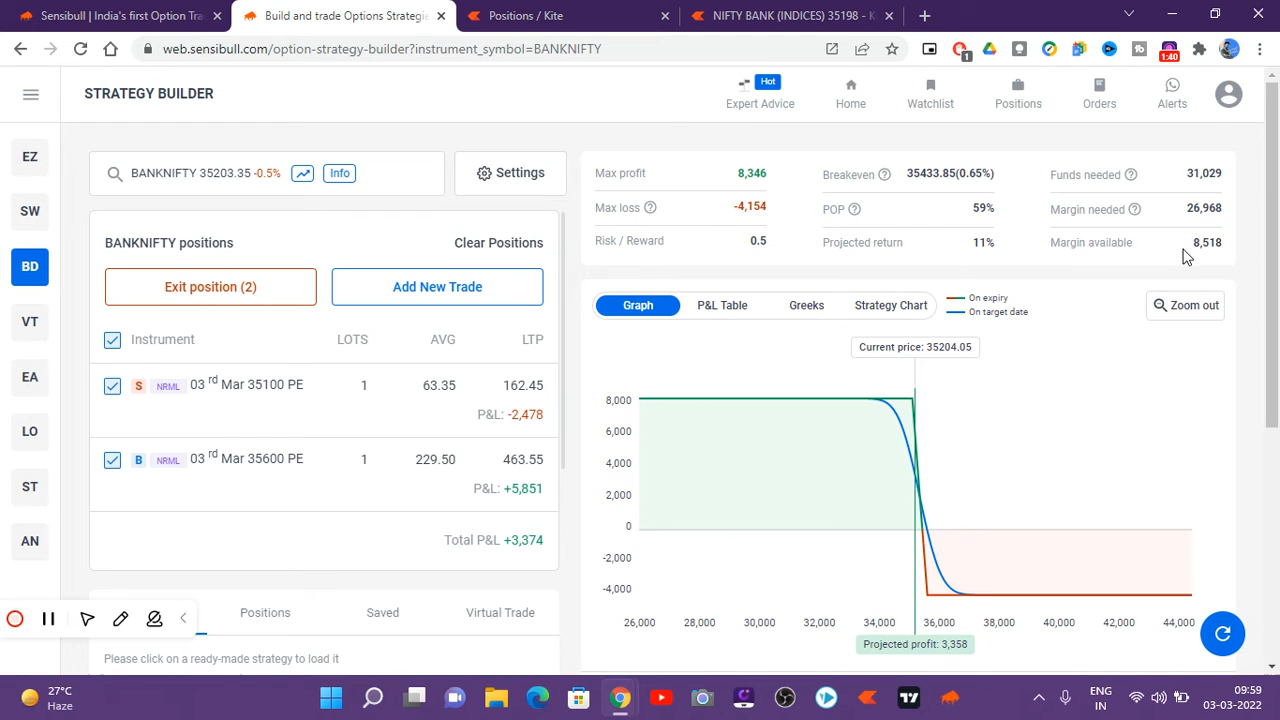 Sensibull | India's first Option Tra
Build and trade Options Strategie
Positions / Kite
NIFTY BANK (INDICES) 35198 - K
web.sensibull.com/option-strategy-builder?instrument_symbol=BANKNIFTY
1
1:40
STRATEGY BUILDER
Hot
Expert Advice
Home
Watchlist
Positions
Orders
Alerts
EZ
SW
BD
VT
EA
LO
ST
AN
BANKNIFTY 35203.35 -0.5%
Info
Settings
BANKNIFTY positions
Clear Positions
Exit position (2)
Add New Trade
Instrument LOTS AVG LTP
S NRML 03 rd Mar 35100 PE 1 63.35 162.45
P&L: -2,478
B NRML 03 rd Mar 35600 PE 1 229.50 463.55
P&L: +5,851
Total P&L +3,374
Positions
Saved
Virtual Trade
Please click on a ready-made strategy to load it
Max profit 8,346
Max loss -4,154
Risk / Reward 0.5
Breakeven 35433.85(0.65%)
POP 59%
Projected return 11%
Funds needed 31,029
Margin needed 26,968
Margin available 8,518
Graph
P&L Table
Greeks
Strategy Chart
On expiry
On target date
Zoom out
Current price: 35204.05
8,000
6,000
4,000
2,000
0
-2,000
-4,000
26,000 28,000 30,000 32,000 34,000 36,000 38,000 40,000 42,000 44,000
Projected profit: 3,358
27°C
Haze
ENG
IN
09:59
03-03-2022